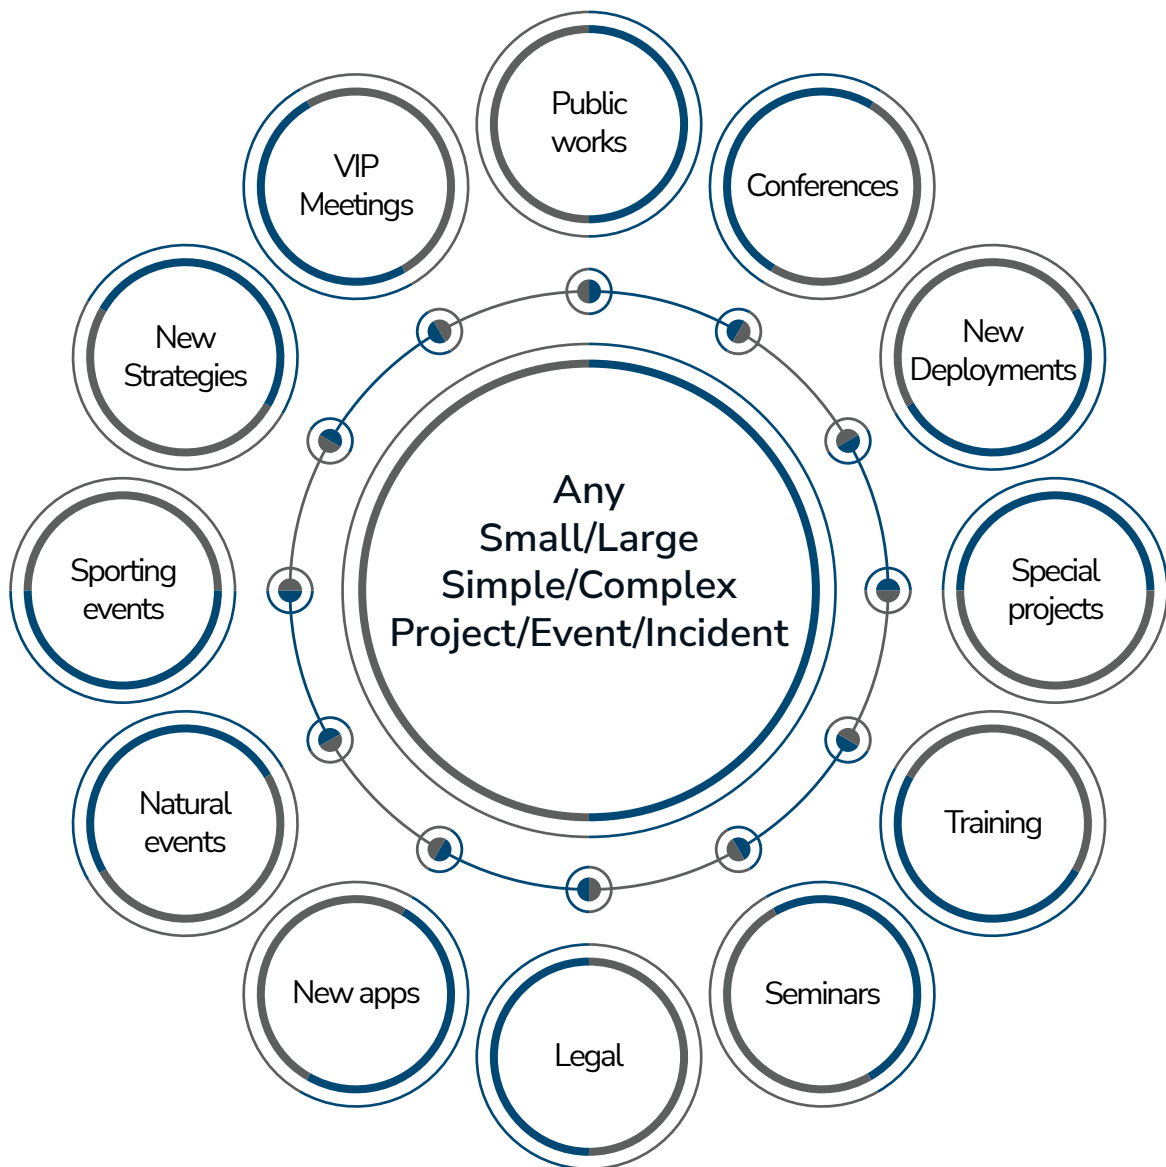 Public
works
Conferences
New
Deployments
Special
projects
Training
Seminars
Legal
New apps
Natural
events
Sporting
events
New
Strategies
VIP
Meetings
Any
Small/Large
Simple/Complex
Project/Event/Incident